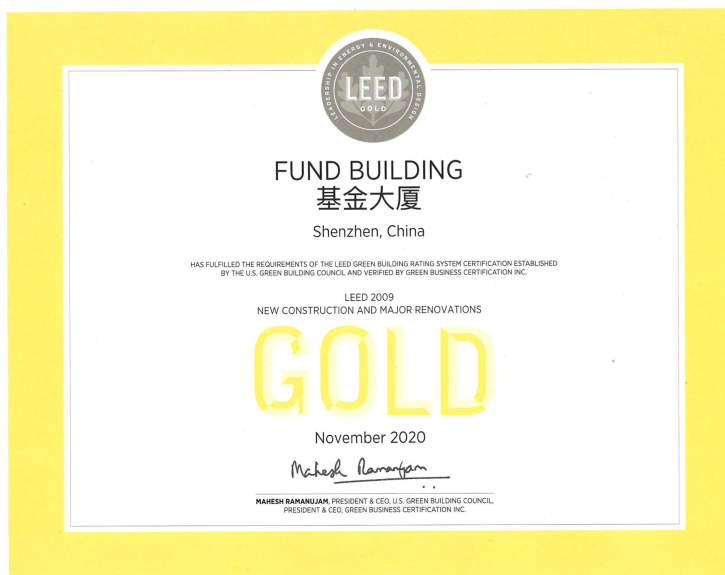 LEADERSHIP IN ENERGY & ENVIRONMENTAL DESIGN
LEED
GOLD
FUND BUILDING
基金大厦
Shenzhen, China
HAS FULFILLED THE REQUIREMENTS OF THE LEED GREEN BUILDING RATING SYSTEM CERTIFICATION ESTABLISHED
BY THE U.S. GREEN BUILDING COUNCIL AND VERIFIED BY GREEN BUSINESS CERTIFICATION INC.
LEED 2009
NEW CONSTRUCTION AND MAJOR RENOVATIONS
GOLD
November 2020
Mahesh Ramanujam
MAHESH RAMANUJAM, PRESIDENT & CEO, U.S. GREEN BUILDING COUNCIL,
PRESIDENT & CEO, GREEN BUSINESS CERTIFICATION INC.